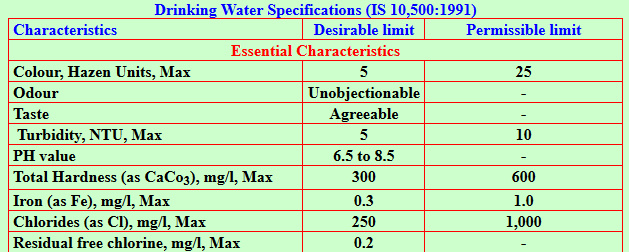 Drinking Water Specifications (IS 10,500:1991)
Characteristics Desirable limit Permissible limit
Essential Characteristics
Colour, Hazen Units, Max 5 25
Odour Unobjectionable -
Taste Agreeable -
Turbidity, NTU, Max 5 10
PH value 6.5 to 8.5 -
Total Hardness (as CaCo3), mg/l, Max 300 600
Iron (as Fe), mg/l, Max 0.3 1.0
Chlorides (as Cl), mg/l, Max 250 1,000
Residual free chlorine, mg/l, Max 0.2 -